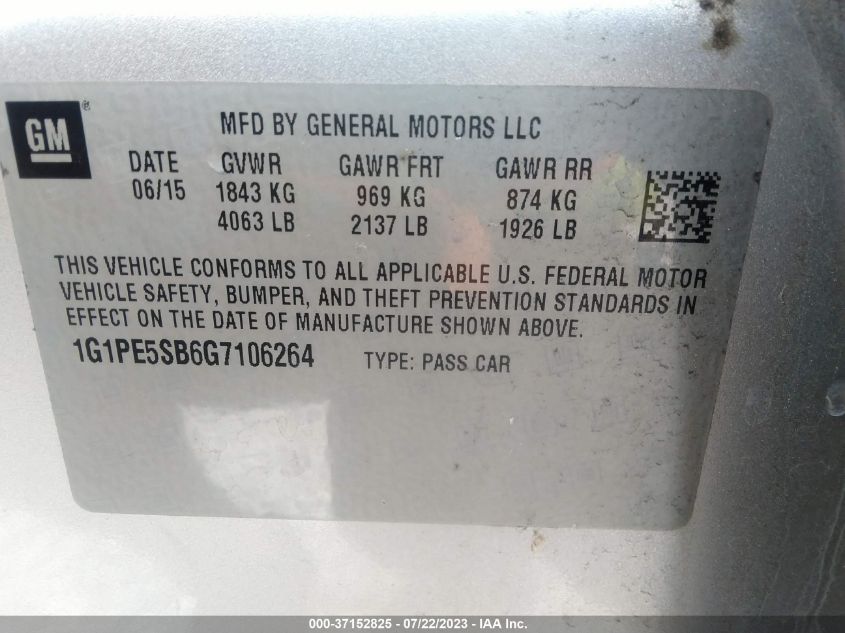 GM ®
MFD BY GENERAL MOTORS LLC
DATE GVWR GAWR FRT GAWR RR
06/15 1843 KG 969 KG 874 KG
4063 LB 2137 LB 1926 LB
THIS VEHICLE CONFORMS TO ALL APPLICABLE U.S. FEDERAL MOTOR
VEHICLE SAFETY, BUMPER, AND THEFT PREVENTION STANDARDS IN
EFFECT ON THE DATE OF MANUFACTURE SHOWN ABOVE.
1G1PE5SB6G7106264 TYPE: PASS CAR
000-37152825 - 07/22/2023 - IAA Inc.